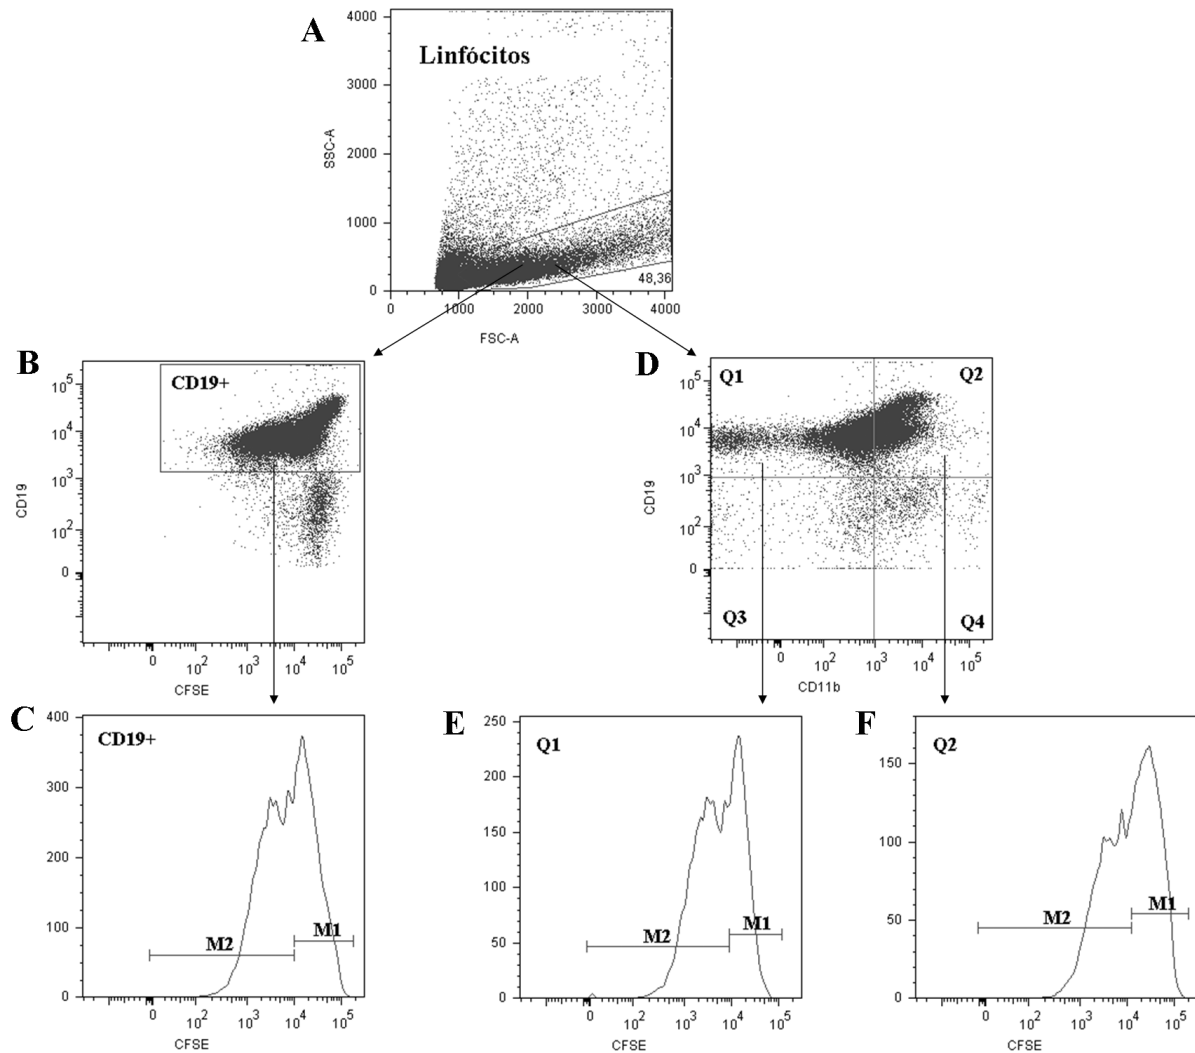 A
Linfócitos
SSC-A
4000
3000
2000
1000
0
48,36
0 1000 2000 3000 4000
FSC-A
B
CD19+
CD19
10^5
10^4
10^3
10^2
0
0 10^2 10^3 10^4 10^5
CFSE
D
Q1
Q2
Q3
Q4
CD19
10^5
10^4
10^3
10^2
0
0 10^2 10^3 10^4 10^5
CD11b
C
CD19+
400
300
200
100
0
M2
M1
0 10^2 10^3 10^4 10^5
CFSE
E
Q1
250
200
150
100
50
0
M2
M1
0 10^2 10^3 10^4 10^5
CFSE
F
Q2
150
100
50
0
M2
M1
0 10^2 10^3 10^4 10^5
CFSE